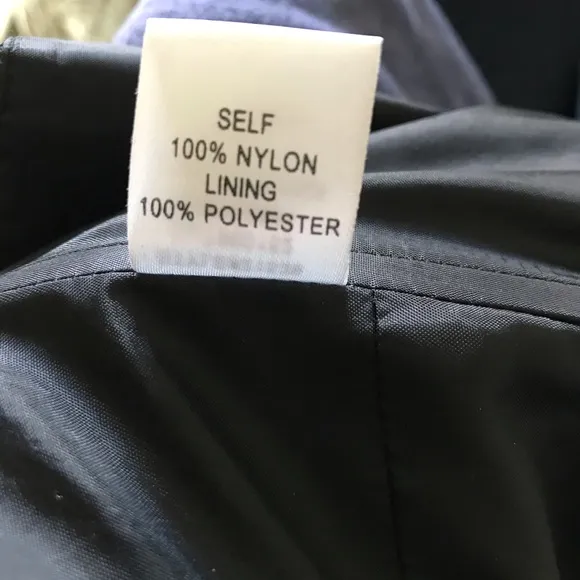 SELF
100% NYLON
LINING
100% POLYESTER